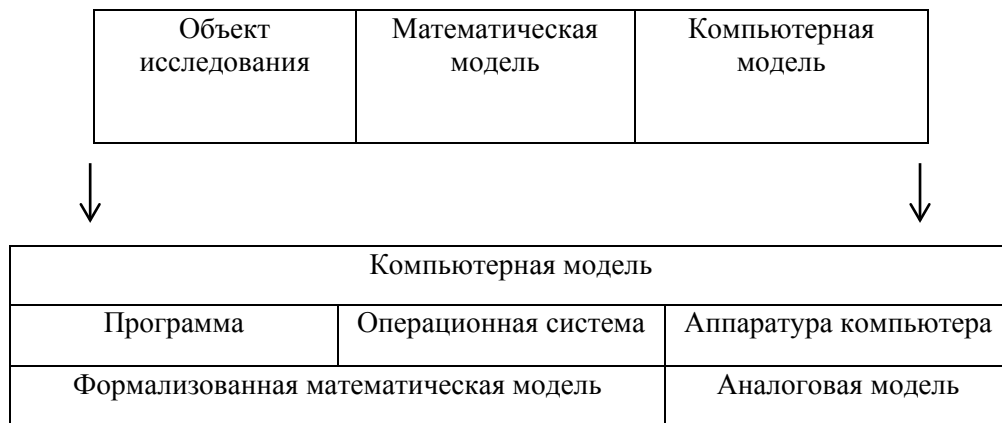 Объект Математическая Компьютерная
исследования модель модель
Компьютерная модель
Программа Операционная система Аппаратура компьютера
Формализованная математическая модель Аналоговая модель